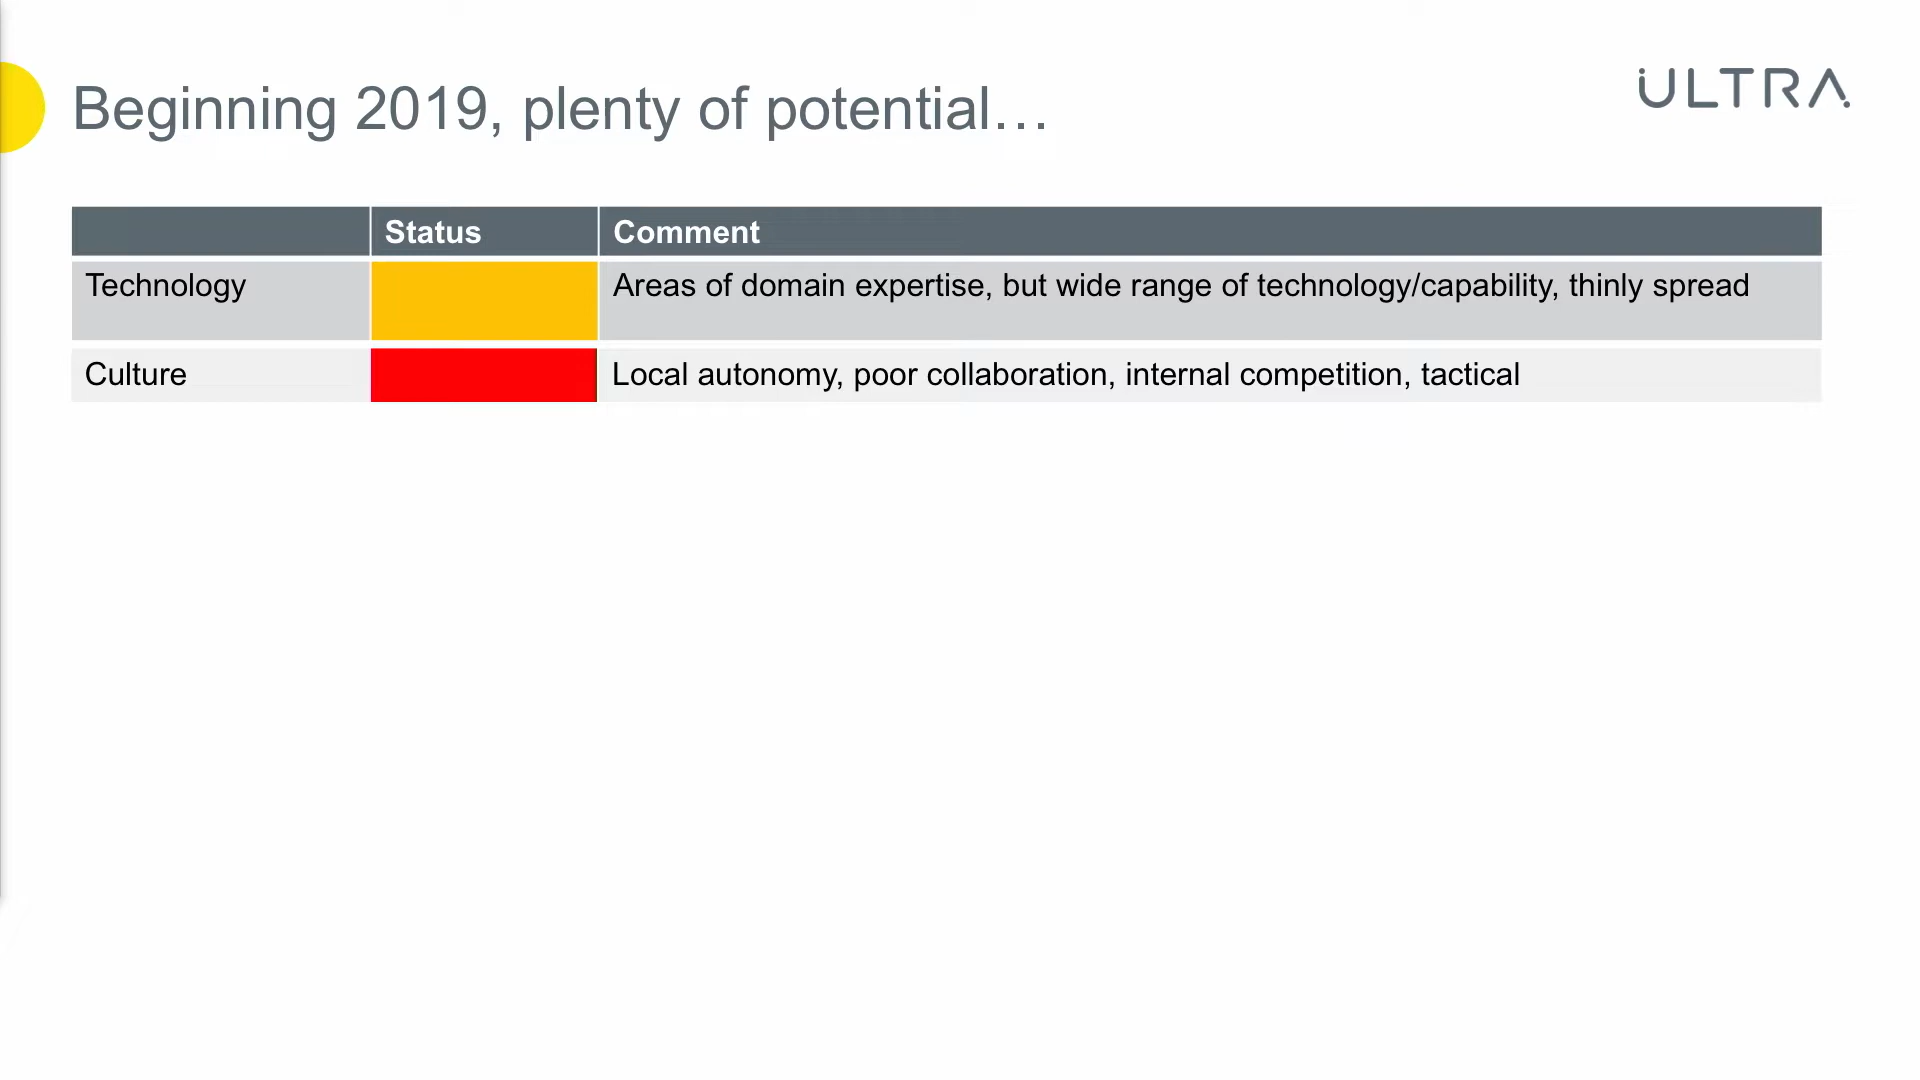 Beginning 2019, plenty of potential…
ULTRA
Status Comment
Technology Areas of domain expertise, but wide range of technology/capability, thinly spread
Culture Local autonomy, poor collaboration, internal competition, tactical